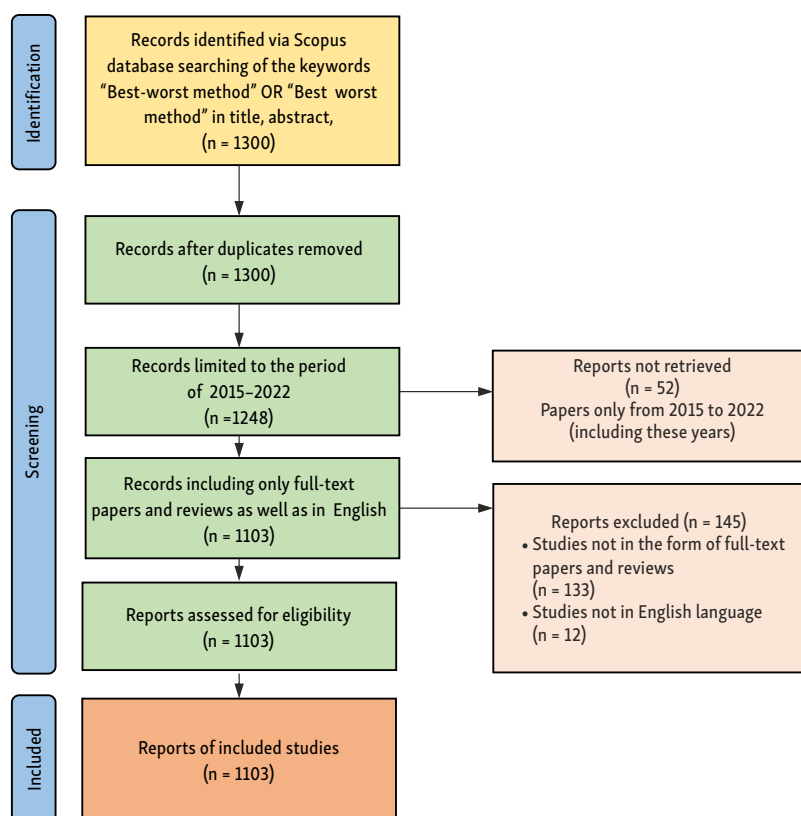 Identification
Records identified via Scopus
database searching of the keywords
“Best-worst method” OR “Best worst
method” in title, abstract,
(n = 1300)
Screening
Records after duplicates removed
(n = 1300)
Records limited to the period
of 2015–2022
(n =1248)
Reports not retrieved
(n = 52)
Papers only from 2015 to 2022
(including these years)
Records including only full-text
papers and reviews as well as in English
(n = 1103)
Reports excluded (n = 145)
• Studies not in the form of full-text
papers and reviews
(n = 133)
• Studies not in English language
(n = 12)
Reports assessed for eligibility
(n = 1103)
Included
Reports of included studies
(n = 1103)